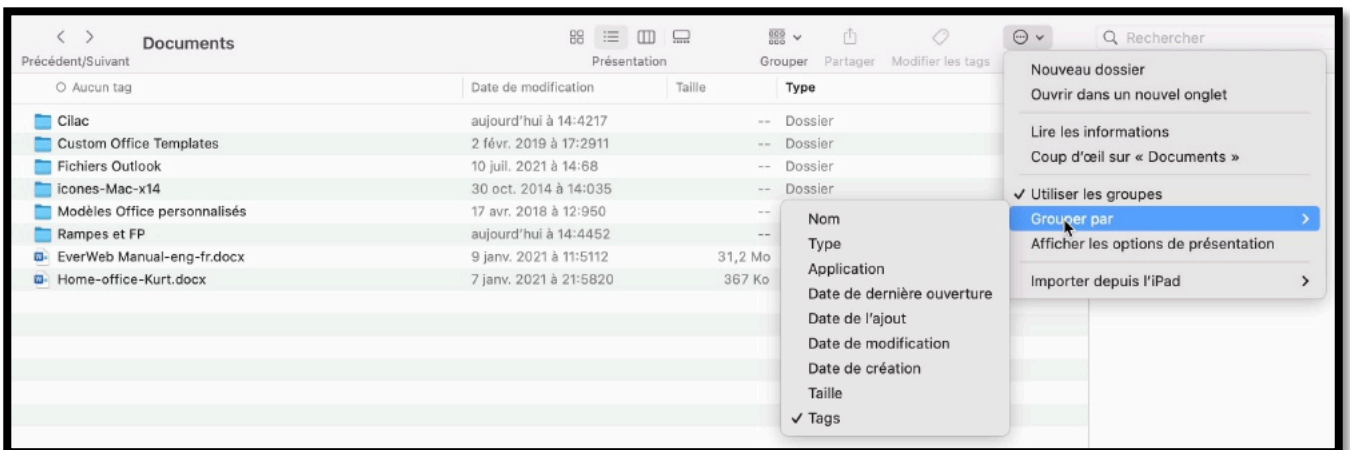 Documents
Rechercher
Précédent/Suivant
Présentation
Grouper
Partager
Modifier les tags
Aucun tag
Date de modification
Taille
Type
Cilac
aujourd'hui à 14:4217
-- Dossier
Custom Office Templates
2 févr. 2019 à 17:2911
-- Dossier
Fichiers Outlook
10 juil. 2021 à 14:68
-- Dossier
icones-Mac-x14
30 oct. 2014 à 14:035
-- Dossier
Modèles Office personnalisés
17 avr. 2018 à 12:950
--
Rampes et FP
aujourd'hui à 14:4452
--
EverWeb Manual-eng-fr.docx
9 janv. 2021 à 11:5112
31,2 Mo
Home-office-Kurt.docx
7 janv. 2021 à 21:5820
367 Ko
Nouveau dossier
Ouvrir dans un nouvel onglet
Lire les informations
Coup d'œil sur « Documents »
✓ Utiliser les groupes
Grouper par
Afficher les options de présentation
Importer depuis l'iPad
Nom
Type
Application
Date de dernière ouverture
Date de l'ajout
Date de modification
Date de création
Taille
✓ Tags